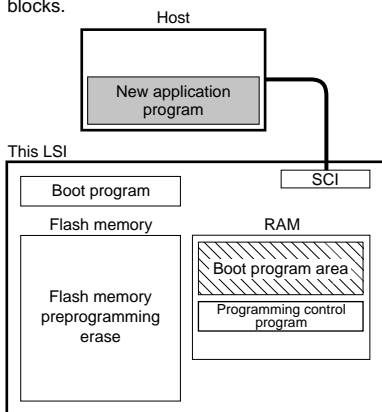 blocks.
Host
New application
program
This LSI
SCI
Boot program
Flash memory
RAM
Boot program area
Flash memory
preprogramming
erase
Programming control
program